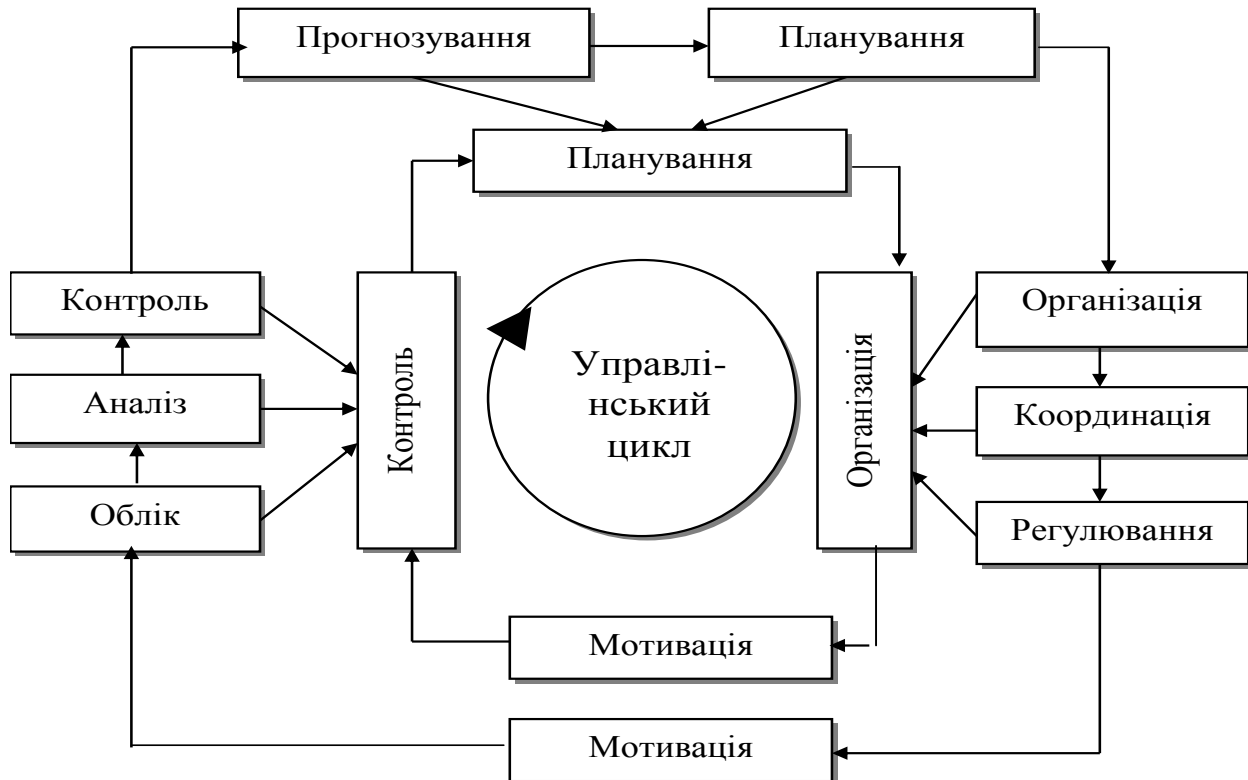 Прогнозування
Планування
Планування
Контроль
Аналіз
Облік
Контроль
Управлі-
нський
цикл
Організація
Організація
Координація
Регулювання
Мотивація
Мотивація